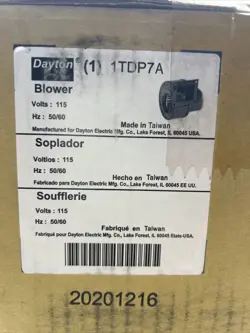 Dayton (1) 1TDP7A
Blower
Volts : 115
Hz : 50/60
Made in Taiwan
Manufactured for Dayton Electric Mfg. Co., Lake Forest, IL 60045 USA.
Soplador
Voltios : 115
Hz : 50/60
Hecho en Taiwan
Fabricado para Dayton Electric Mfg. Co., Lake Forest, IL 60045 EE UU.
Soufflerie
Volts : 115
Hz : 50/60
Fabriqué en Taiwan
Fabriqué pour Dayton Electric Mfg. Co., Lake Forest, IL 60045 Etats-USA.
20201216